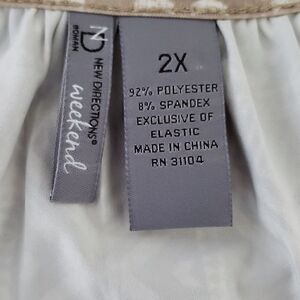 ND
WOMAN
NEW DIRECTIONS®
weekend
2X
92% POLYESTER
8% SPANDEX
EXCLUSIVE OF
ELASTIC
MADE IN CHINA
RN 31104